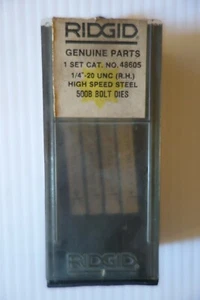 RIDGID
GENUINE PARTS
1 SET CAT. NO. 48605
1/4"-20 UNC (R.H.)
HIGH SPEED STEEL
500B BOLT DIES
RIDGID